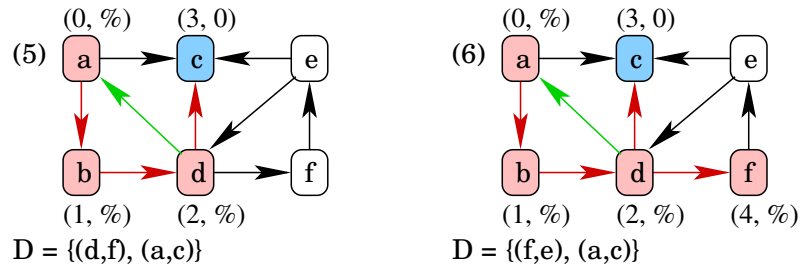 (0, %) (3, 0)
(5) a c e
b d f
(1, %) (2, %)
D = {(d,f), (a,c)}
(0, %) (3, 0)
(6) a c e
b d f
(1, %) (2, %) (4, %)
D = {(f,e), (a,c)}